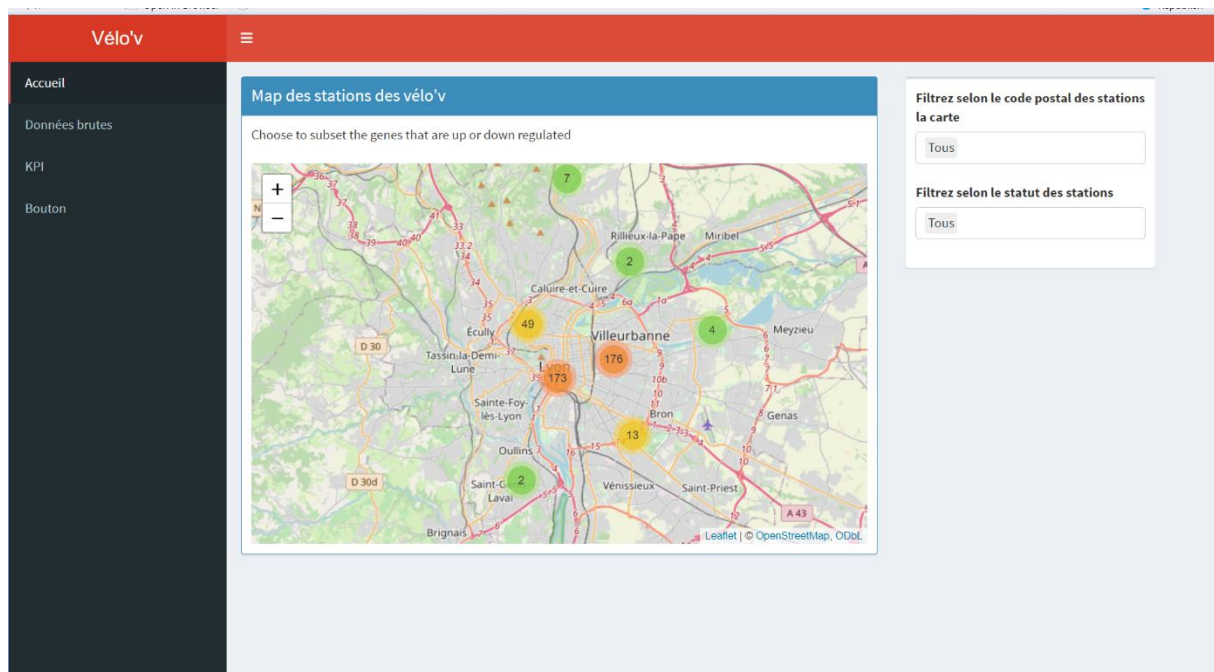 Vélo'v
Accueil
Données brutes
KPI
Bouton
Map des stations des vélo'v
Choose to subset the genes that are up or down regulated
+
−
7
Rillieux-la-Pape
Miribel
2
Caluire-et-Cuire
49
Écully
Villeurbanne
4
Meyzieu
D 30
Tassin-la-Demi-
Lune
Lyon
173
176
Sainte-Foy-
lès-Lyon
Bron
Genas
13
Oullins
D 30d
2
Laval
Vénissieux
Saint-Priest
A 43
Brignais
Leaflet | © OpenStreetMap, ODbL
Filtrez selon le code postal des stations
la carte
Tous
Filtrez selon le statut des stations
Tous